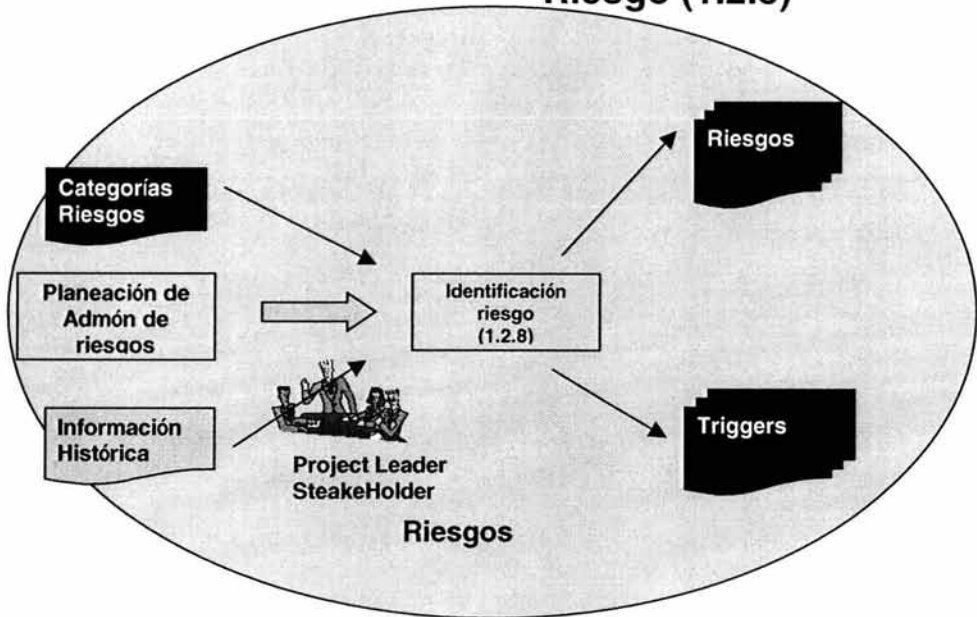 Riesgo (1.2.8)
Categorías
Riesgos
Planeación de
Admón de
riesgos
Información
Histórica
Identificación
riesgo
(1.2.8)
Project Leader
SteakeHolder
Riesgos
Riesgos
Triggers